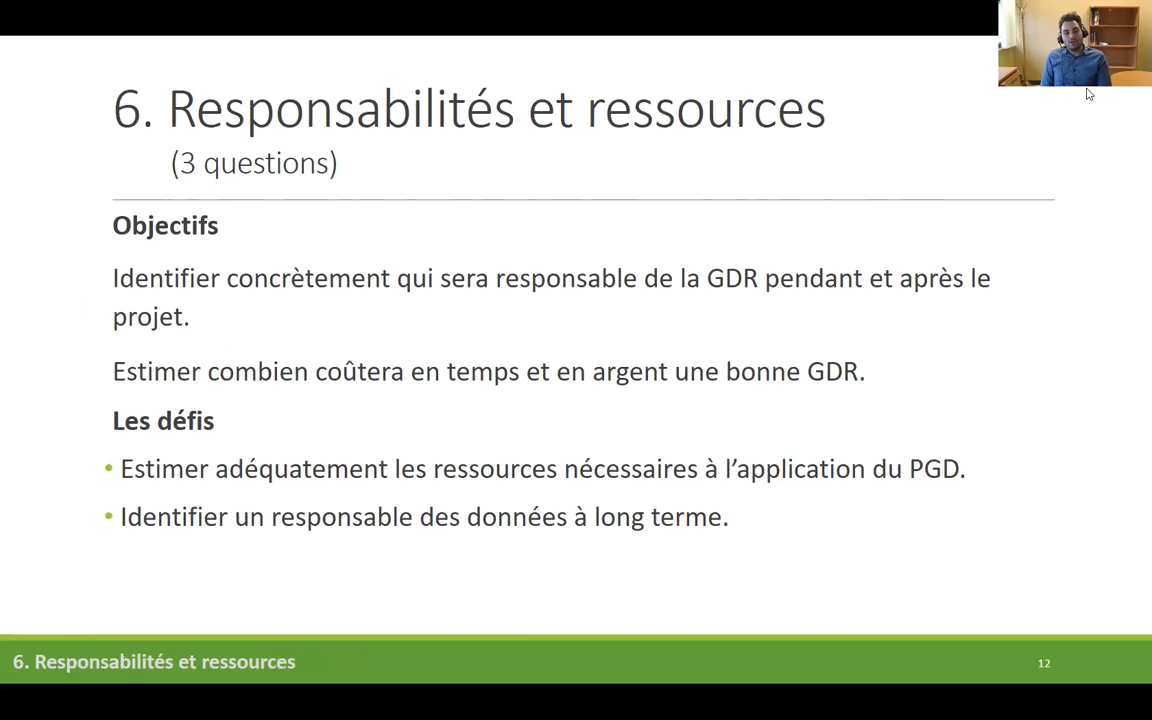 6. Responsabilités et ressources
(3 questions)
Objectifs
Identifier concrètement qui sera responsable de la GDR pendant et après le
projet.
Estimer combien coûtera en temps et en argent une bonne GDR.
Les défis
• Estimer adéquatement les ressources nécessaires à l’application du PGD.
• Identifier un responsable des données à long terme.
6. Responsabilités et ressources
12